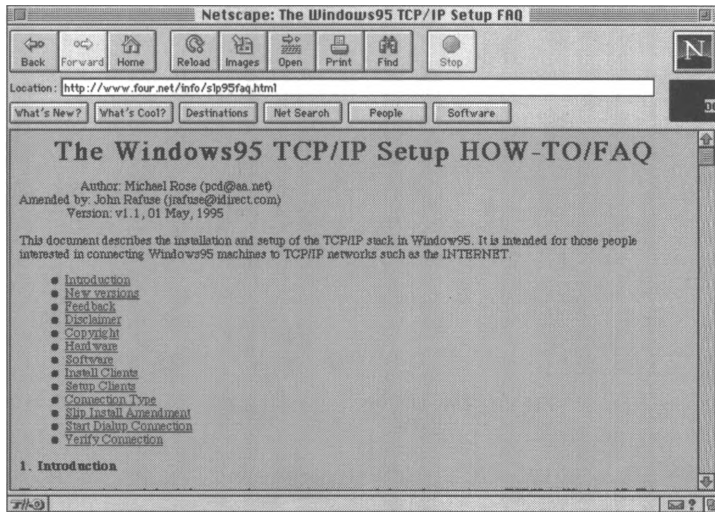 Netscape: The Windows95 TCP/IP Setup FAQ
Back Forward Home Reload Images Open Print Find Stop
N
Location: http://www.four.net/info/slp95faq.html
What's New? What's Cool? Destinations Net Search People Software
The Windows95 TCP/IP Setup HOW-TO/FAQ
Author: Michael Rose (pcd@aa.net)
Amended by: John Rafuse (jrafuse@idirect.com)
Version: v1.1, 01 May, 1995
This document describes the installation and setup of the TCP/IP stack in Window95. It is intended for those people
interested in connecting Windows95 machines to TCP/IP networks such as the INTERNET.
Introduction
New versions
Feedback
Disclaimer
Copyright
Hardware
Software
Install Clients
Setup Clients
Connection Type
Slip Install Amendment
Start Dialup Connection
Verify Connection
1. Introduction
?